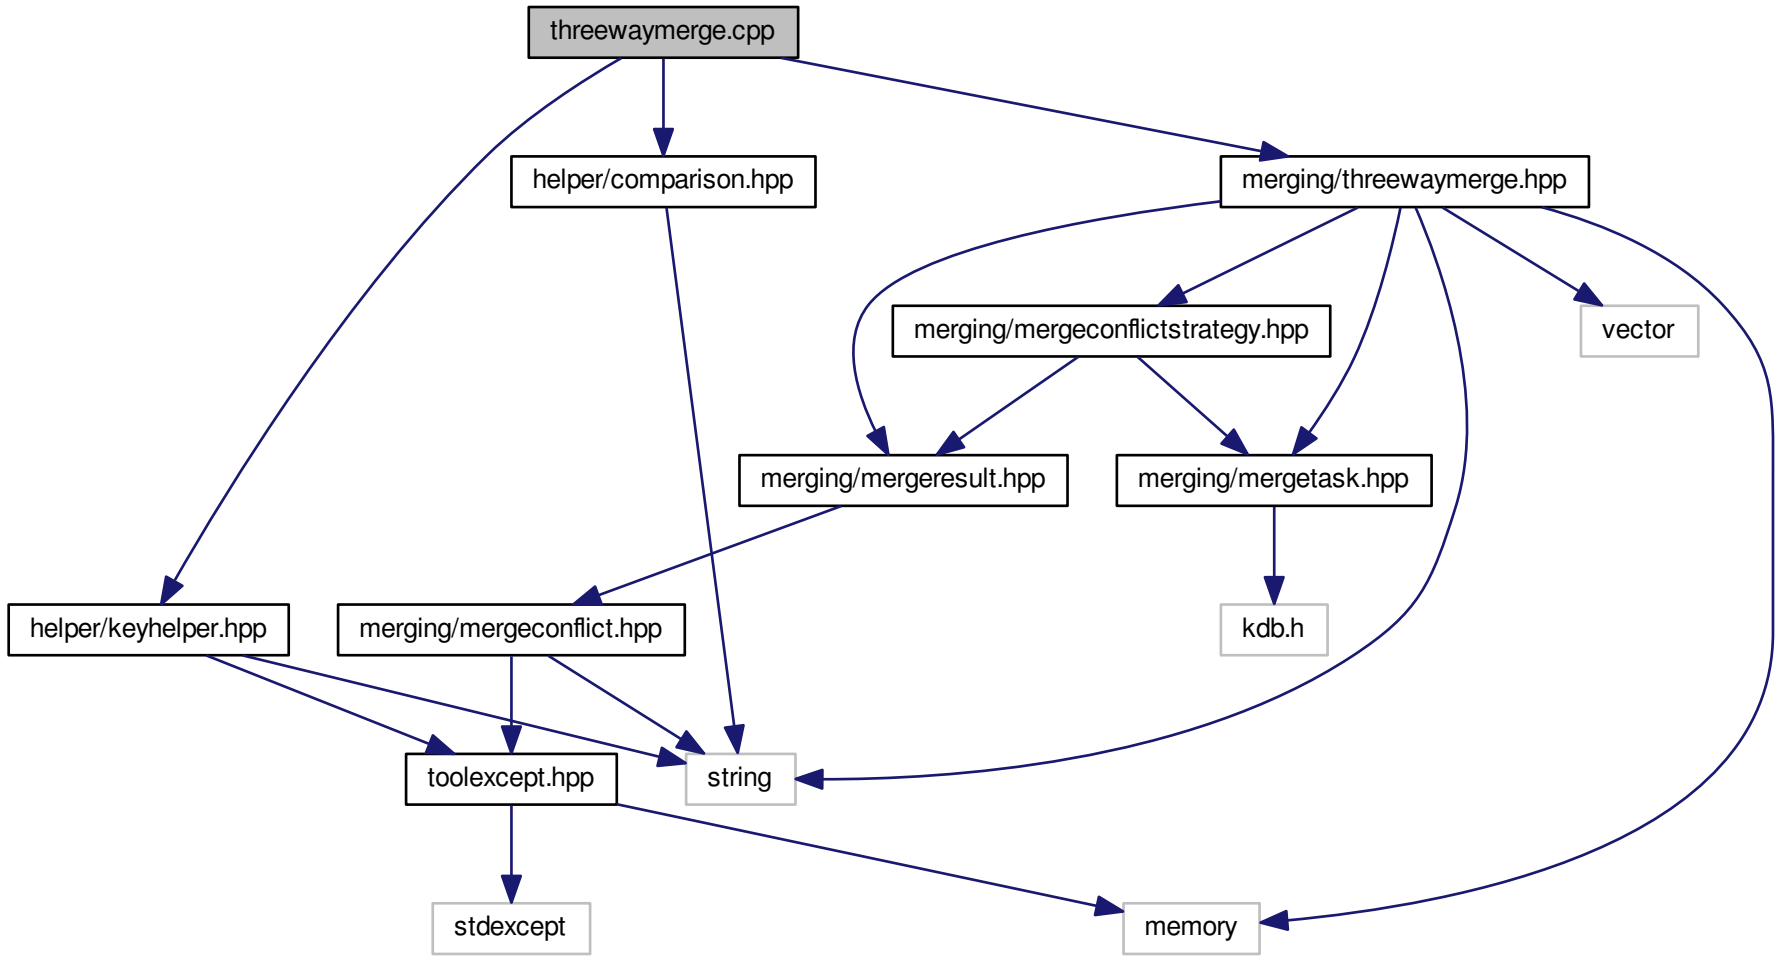 threewaymerge.cpp
helper/comparison.hpp
merging/threewaymerge.hpp
merging/mergeconflictstrategy.hpp
vector
merging/mergeresult.hpp
merging/mergetask.hpp
helper/keyhelper.hpp
merging/mergeconflict.hpp
kdb.h
toolexcept.hpp
string
stdexcept
memory